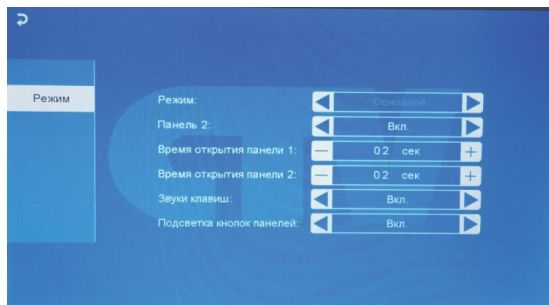 Режим
Режим: Основной
Панель 2: Вкл.
Время открытия панели 1: — 02 сек +
Время открытия панели 2: — 02 сек +
Звуки клавиш: Вкл.
Подсветка кнопок панелей: Вкл.